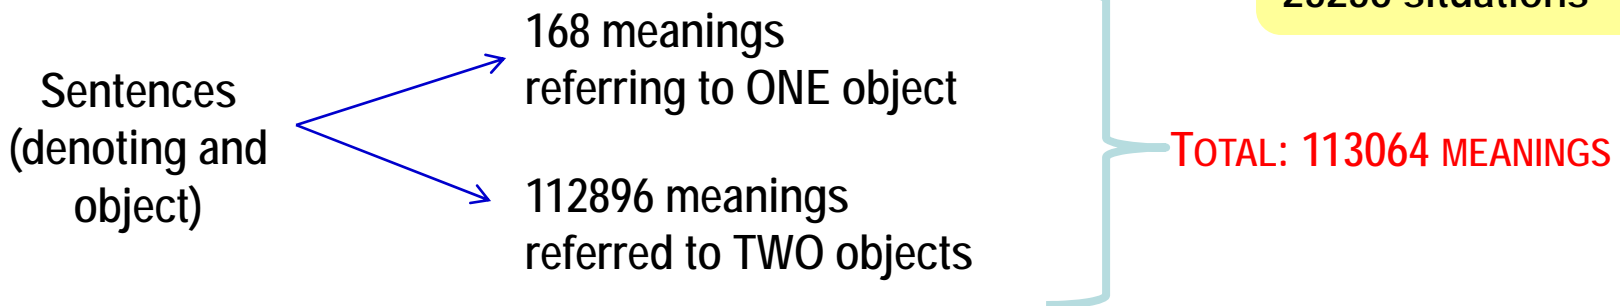 168 meanings
referring to ONE object
Sentences
(denoting and
object)
TOTAL: 113064 MEANINGS
112896 meanings
referred to TWO objects
situations